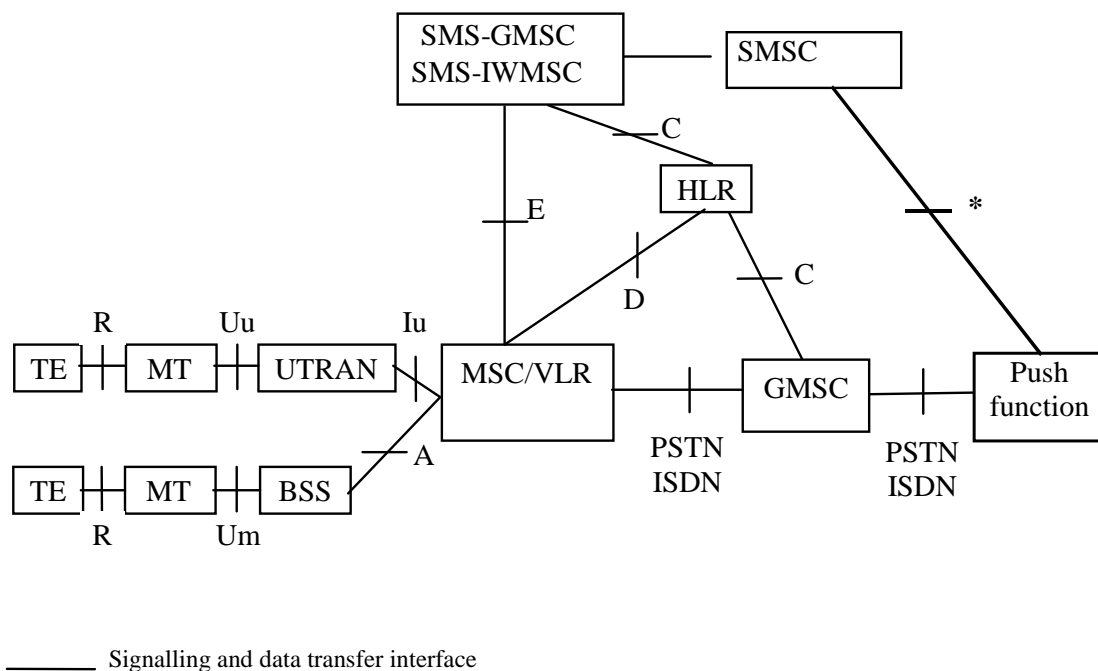 SMS-GMSC
SMS-IWMSC
SMSC
C
HLR
E
*
D
C
R
Uu
Iu
TE
MT
UTRAN
MSC/VLR
GMSC
Push
function
A
PSTN
ISDN
PSTN
ISDN
TE
MT
BSS
R
Um
Signalling and data transfer interface